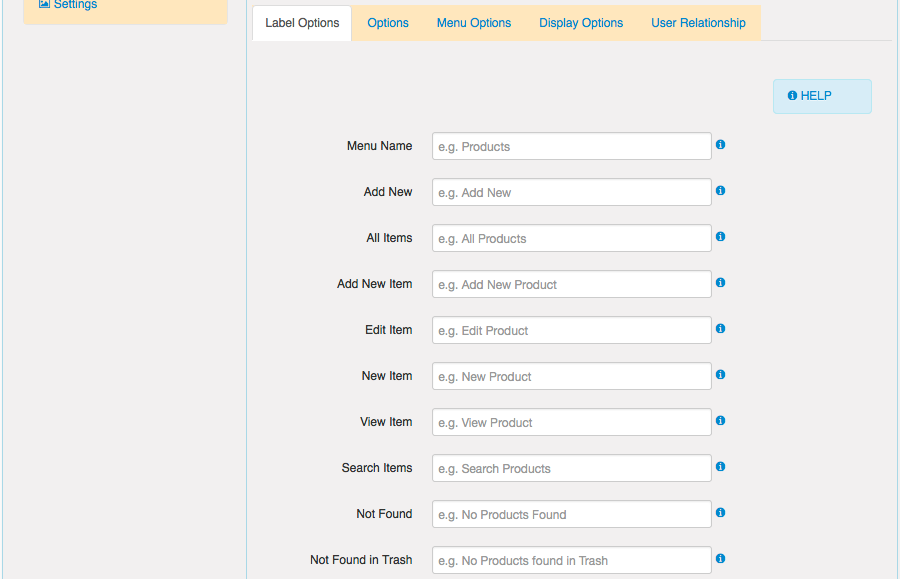 Settings
Label Options Options Menu Options Display Options User Relationship
HELP
Menu Name e.g. Products
Add New e.g. Add New
All Items e.g. All Products
Add New Item e.g. Add New Product
Edit Item e.g. Edit Product
New Item e.g. New Product
View Item e.g. View Product
Search Items e.g. Search Products
Not Found e.g. No Products Found
Not Found in Trash e.g. No Products found in Trash